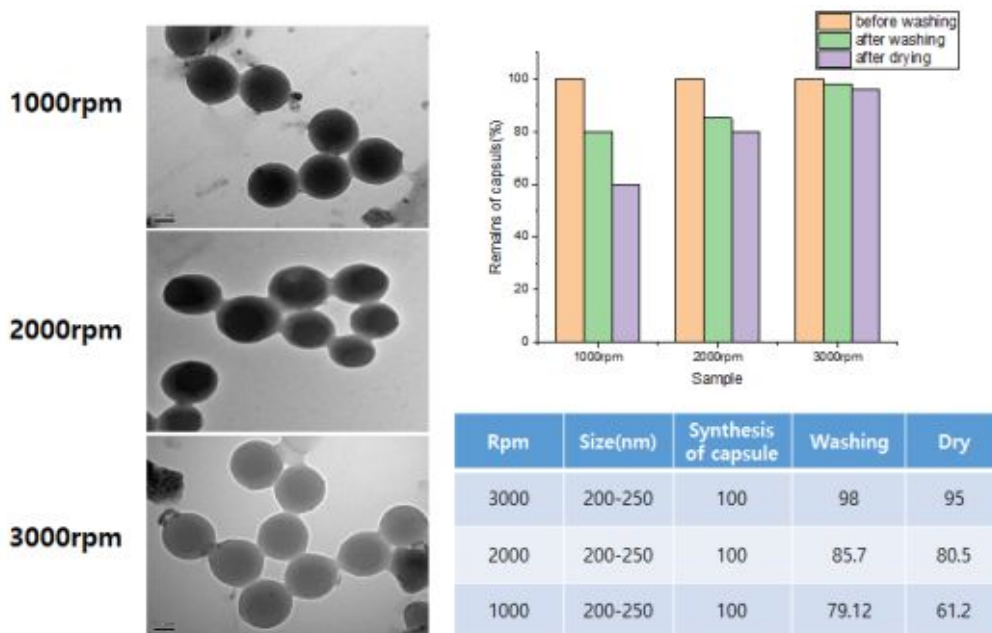 1000rpm
2000rpm
3000rpm
before washing
after washing
after drying
Remains of capsuls(%)
100
80
60
40
20
0
1000rpm
2000rpm
3000rpm
Sample
Rpm Size(nm) Synthesis of capsule Washing Dry
3000 200-250 100 98 95
2000 200-250 100 85.7 80.5
1000 200-250 100 79.12 61.2